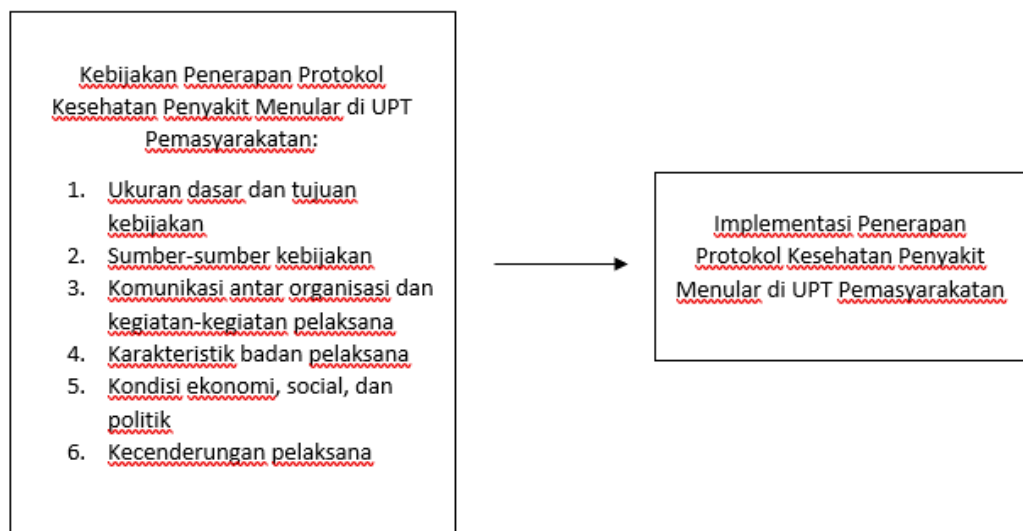 Kebijakan Penerapan Protokol
Kesehatan Penyakit Menular di UPT
Pemasyarakatan:
1. Ukuran dasar dan tujuan
kebijakan
2. Sumber-sumber kebijakan
3. Komunikasi antar organisasi dan
kegiatan-kegiatan pelaksana
4. Karakteristik badan pelaksana
5. Kondisi ekonomi, social, dan
politik
6. Kecenderungan pelaksana
Implementasi Penerapan
Protokol Kesehatan Penyakit
Menular di UPT Pemasyarakatan